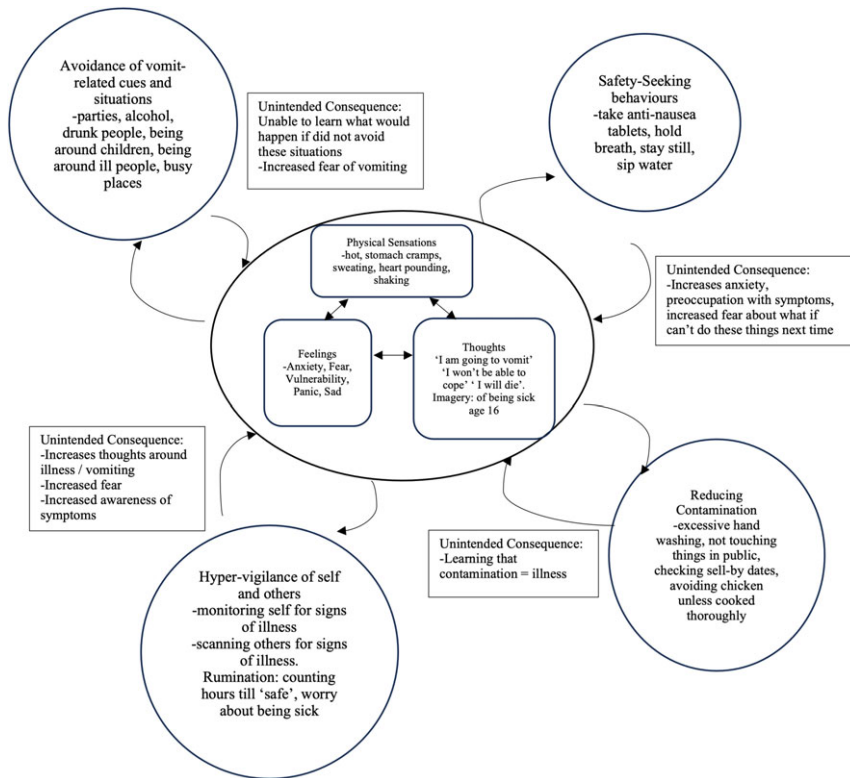 Avoidance of vomit-
related cues and
situations
-parties, alcohol,
drunk people, being
around children, being
around ill people, busy
places
Unintended Consequence:
Unable to learn what would
happen if did not avoid
these situations
-Increased fear of vomiting
Safety-Seeking
behaviours
-take anti-nausea
tablets, hold
breath, stay still,
sip water
Physical Sensations
-hot, stomach cramps,
sweating, heart pounding,
shaking
Unintended Consequence:
-Increases anxiety,
preoccupation with symptoms,
increased fear about what if
can't do these things next time
Feelings
-Anxiety, Fear,
Vulnerability,
Panic, Sad
Thoughts
'I am going to vomit'
'I won't be able to
cope' ' I will die'.
Imagery: of being sick
age 16
Unintended Consequence:
-Increases thoughts around
illness / vomiting
-Increased fear
-Increased awareness of
symptoms
Unintended Consequence:
-Learning that
contamination = illness
Reducing
Contamination
-excessive hand
washing, not touching
things in public,
checking sell-by dates,
avoiding chicken
unless cooked
thoroughly
Hyper-vigilance of self
and others
-monitoring self for signs
of illness
-scanning others for signs
of illness.
Rumination: counting
hours till 'safe', worry
about being sick